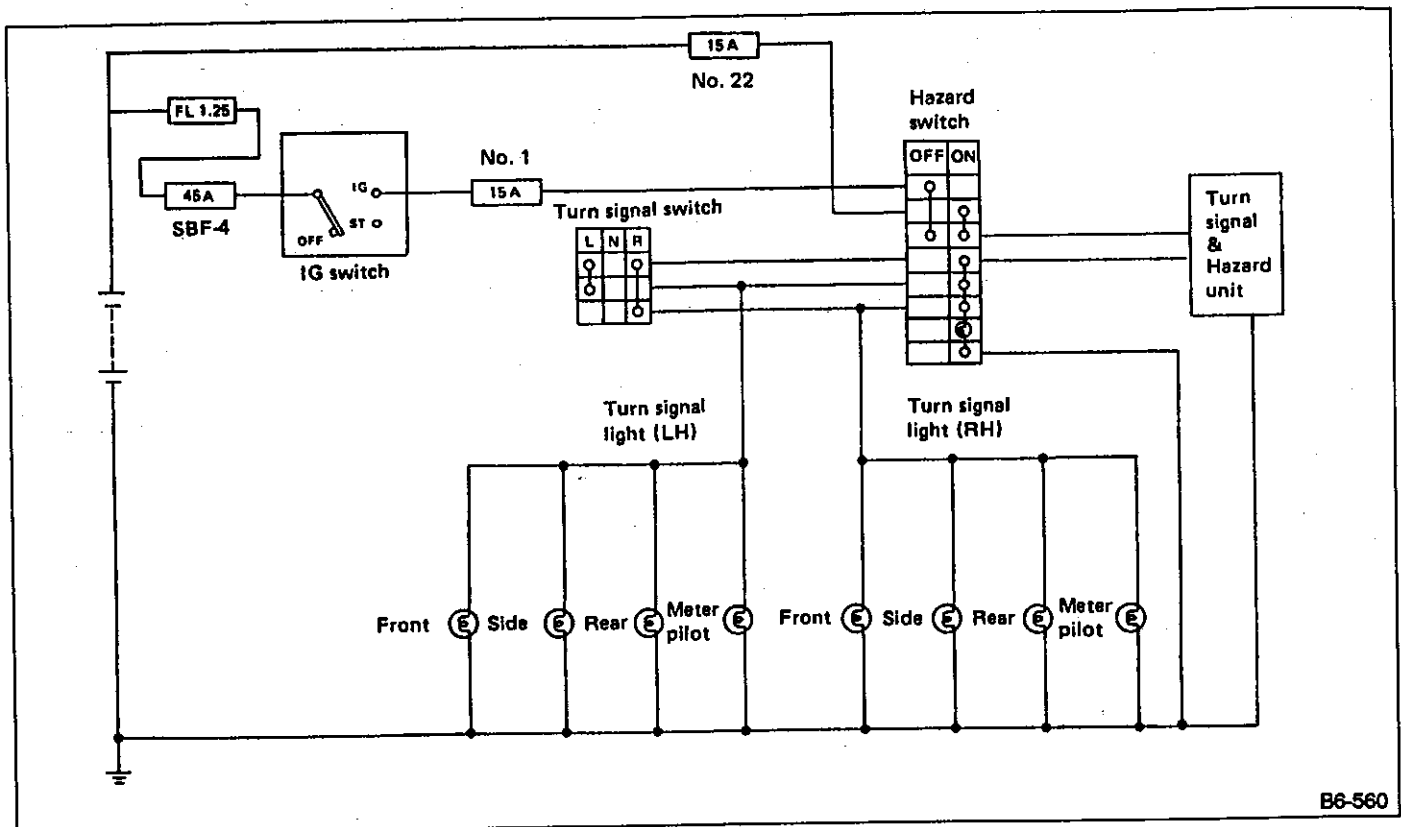 15A
No. 22
FL 1.25
Hazard
switch
OFF ON
No. 1
15A
IG
ST
OFF
45A
SBF-4
IG switch
Turn signal switch
L N R
Turn
signal
&
Hazard
unit
Turn signal
light (LH)
Turn signal
light (RH)
Front
Side
Rear
Meter
pilot
Front
Side
Rear
Meter
pilot
B6-560